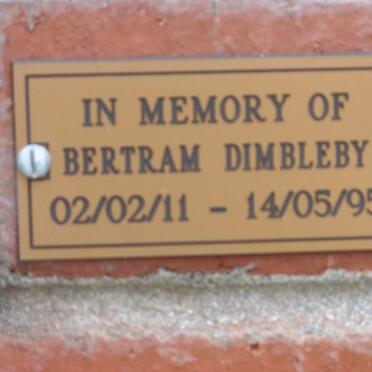 IN MEMORY OF
BERTRAM DIMBLEBY
02/02/11 - 14/05/95